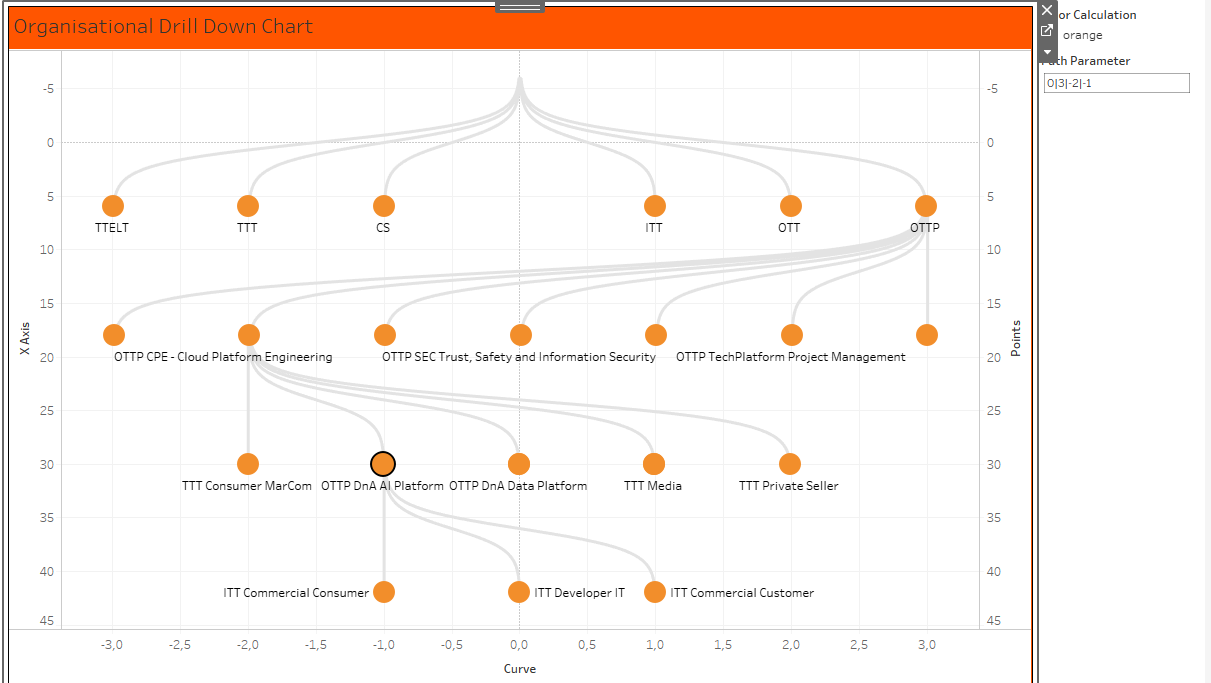 Organisational Drill Down Chart
or Calculation
orange
Path Parameter
0|3|-2|-1
-5
-5
0
0
5
5
TTELT
TTT
CS
ITT
OTT
OTTP
10
10
15
15
X Axis
Points
20
20
OTTP CPE - Cloud Platform Engineering
OTTP SEC Trust, Safety and Information Security
OTTP TechPlatform Project Management
25
25
30
30
TTT Consumer MarCom
OTTP DnA AI Platform
OTTP DnA Data Platform
TTT Media
TTT Private Seller
35
35
40
40
ITT Commercial Consumer
ITT Developer IT
ITT Commercial Customer
45
45
-3,0
-2,5
-2,0
-1,5
-1,0
-0,5
0,0
0,5
1,0
1,5
2,0
2,5
3,0
Curve